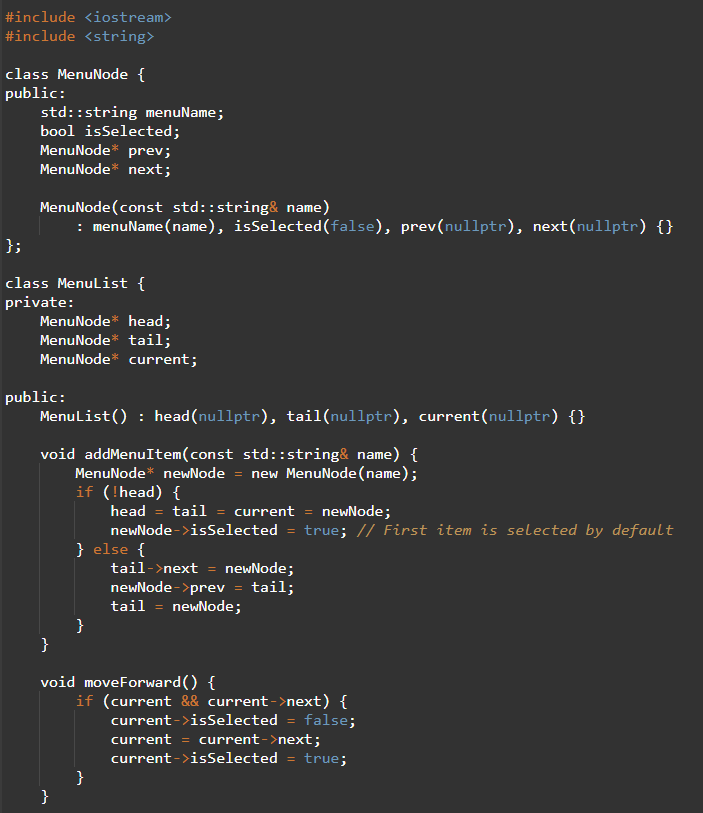 #include <iostream>
#include <string>

class MenuNode {
public:
    std::string menuName;
    bool isSelected;
    MenuNode* prev;
    MenuNode* next;

    MenuNode(const std::string& name)
        : menuName(name), isSelected(false), prev(nullptr), next(nullptr) {}
};

class MenuList {
private:
    MenuNode* head;
    MenuNode* tail;
    MenuNode* current;

public:
    MenuList() : head(nullptr), tail(nullptr), current(nullptr) {}

    void addMenuItem(const std::string& name) {
        MenuNode* newNode = new MenuNode(name);
        if (!head) {
            head = tail = current = newNode;
            newNode->isSelected = true; // First item is selected by default
        } else {
            tail->next = newNode;
            newNode->prev = tail;
            tail = newNode;
        }
    }

    void moveForward() {
        if (current && current->next) {
            current->isSelected = false;
            current = current->next;
            current->isSelected = true;
        }
    }